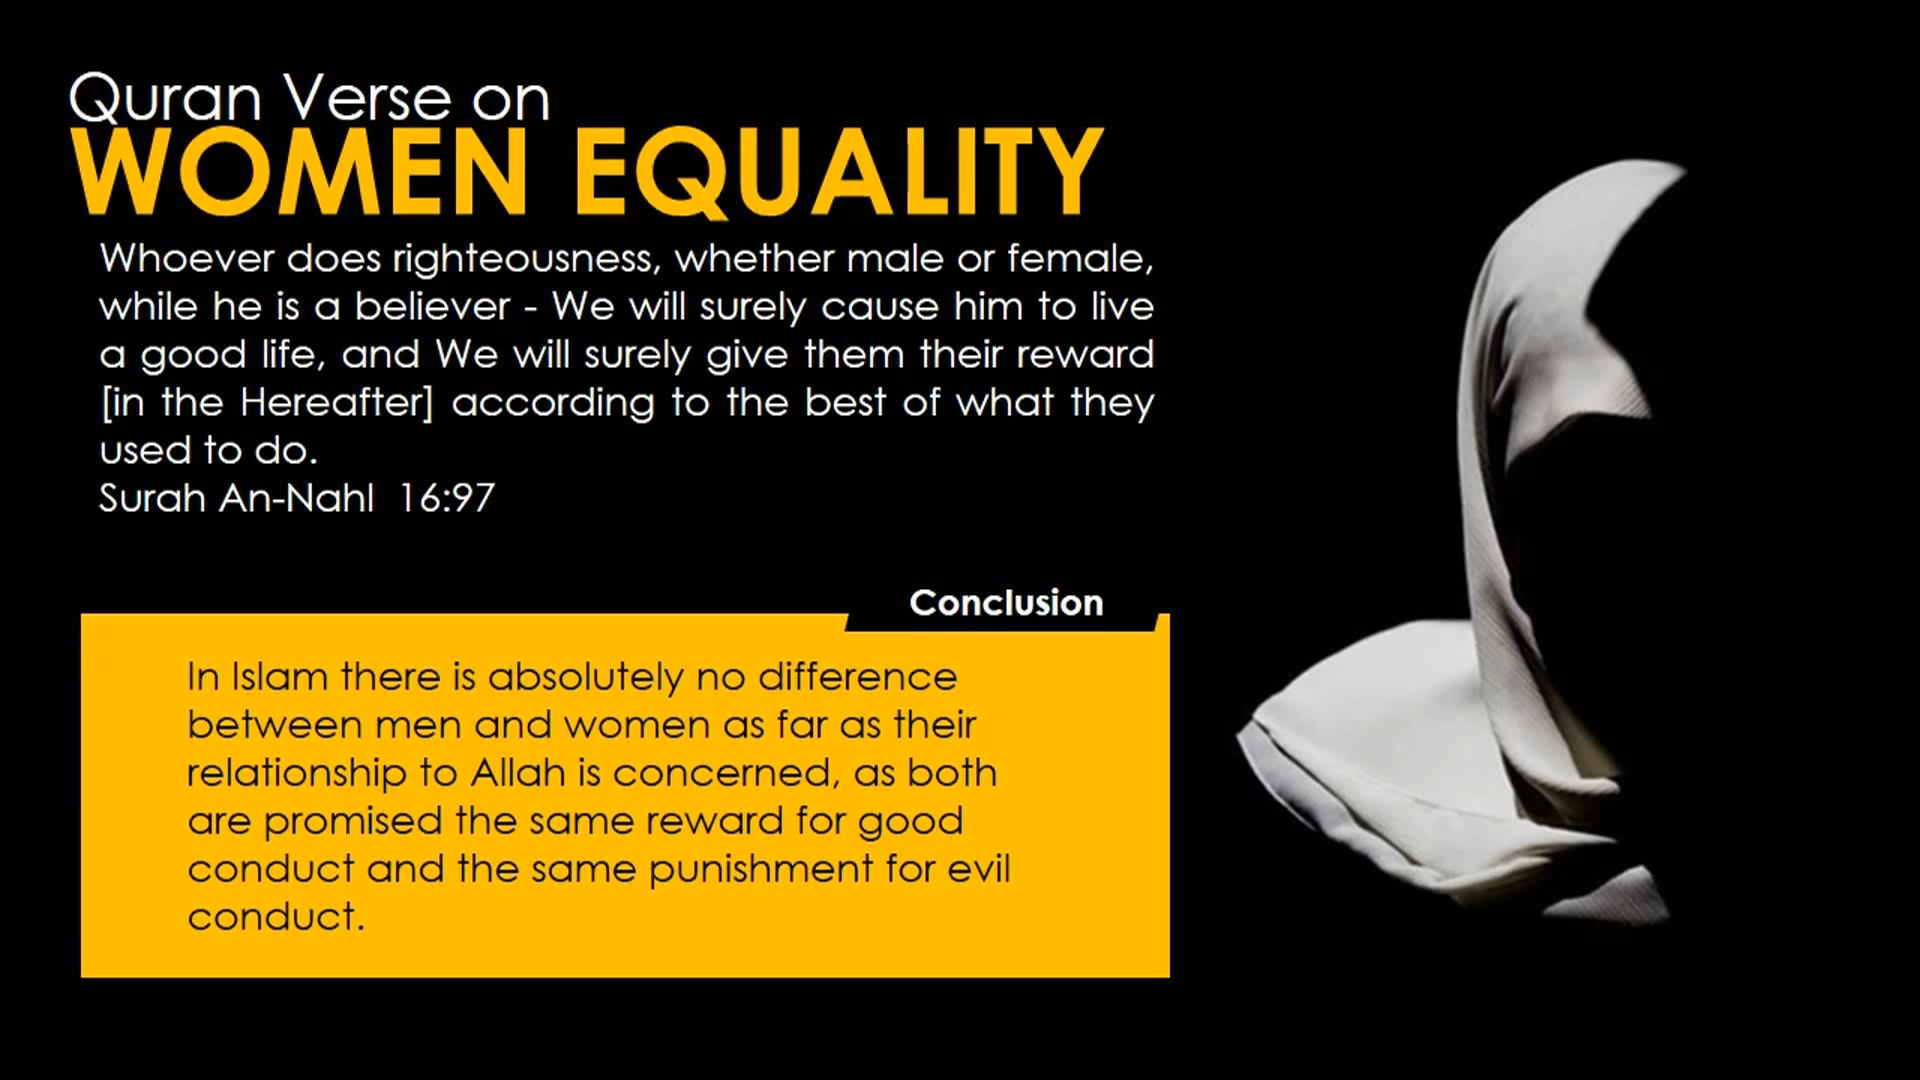 Quran Verse on
WOMEN EQUALITY
Whoever does righteousness, whether male or female,
while he is a believer - We will surely cause him to live
a good life, and We will surely give them their reward
[in the Hereafter] according to the best of what they
used to do.
Surah An-Nahl  16:97
Conclusion
In Islam there is absolutely no difference
between men and women as far as their
relationship to Allah is concerned, as both
are promised the same reward for good
conduct and the same punishment for evil
conduct.